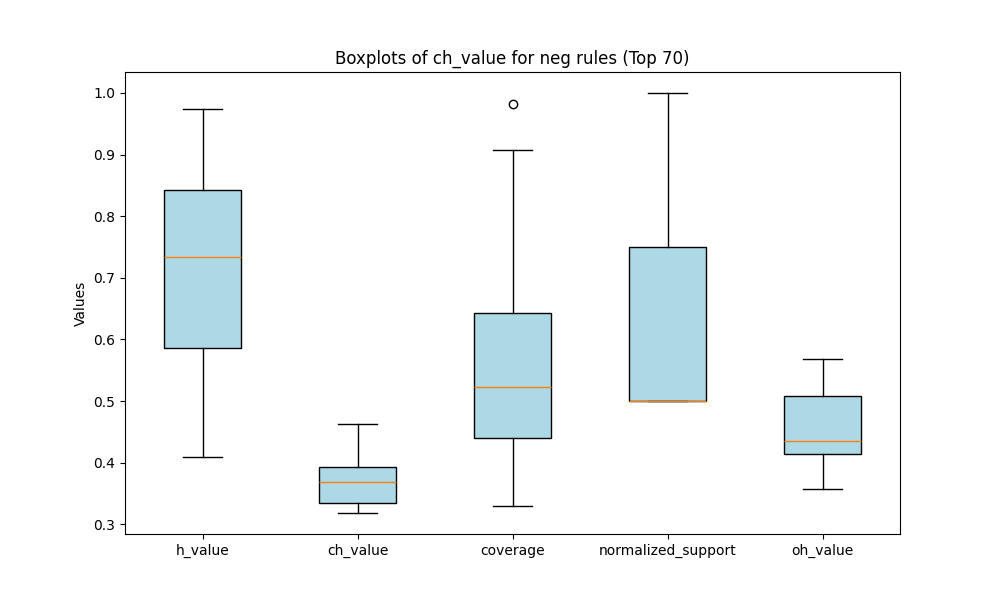 Boxplots of ch_value for neg rules (Top 70)
Values
1.0
0.9
0.8
0.7
0.6
0.5
0.4
0.3
h_value
ch_value
coverage
normalized_support
oh_value